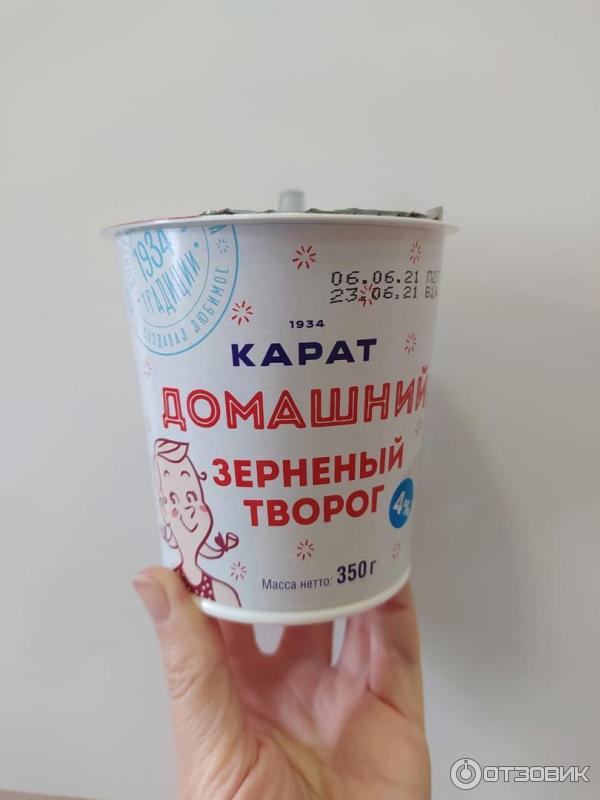 1934
ТРАДИЦИИ
СОЗДАВАЯ ЛЮБИМОЕ
06.06.21
23.06.21
1934
КАРАТ
ДОМАШНИЙ
ЗЕРНЕНЫЙ
ТВОРОГ
4%
Масса нетто: 350 г
ОТЗОВИК